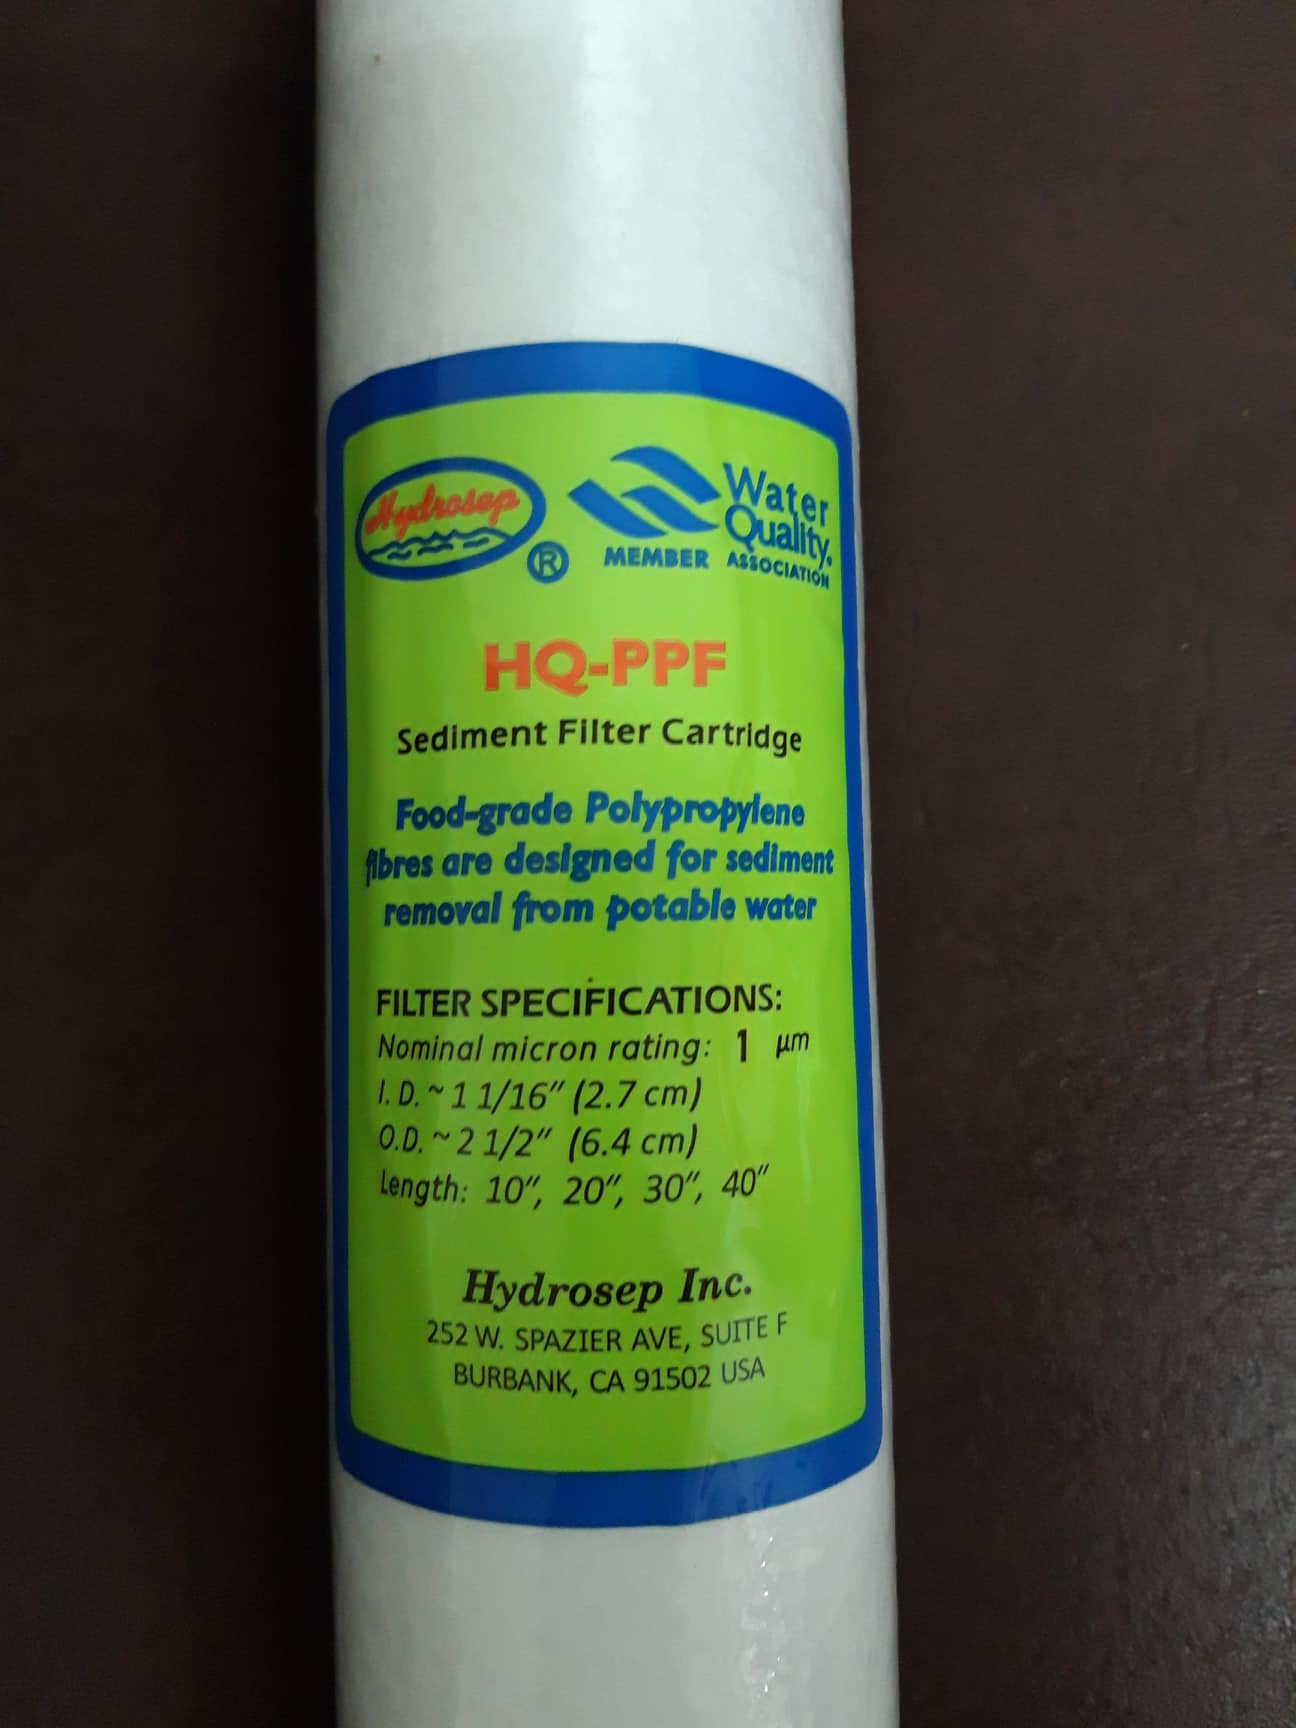 Hydrosep
®
Water
Quality.
MEMBER ASSOCIATION
HQ-PPF
Sediment Filter Cartridge
Food-grade Polypropylene
fibres are designed for sediment
removal from potable water
FILTER SPECIFICATIONS:
Nominal micron rating: 1 µm
I. D. ~ 1 1/16" (2.7 cm)
O.D. ~ 2 1/2" (6.4 cm)
Length: 10", 20", 30", 40"
Hydrosep Inc.
252 W. SPAZIER AVE, SUITE F
BURBANK, CA 91502 USA